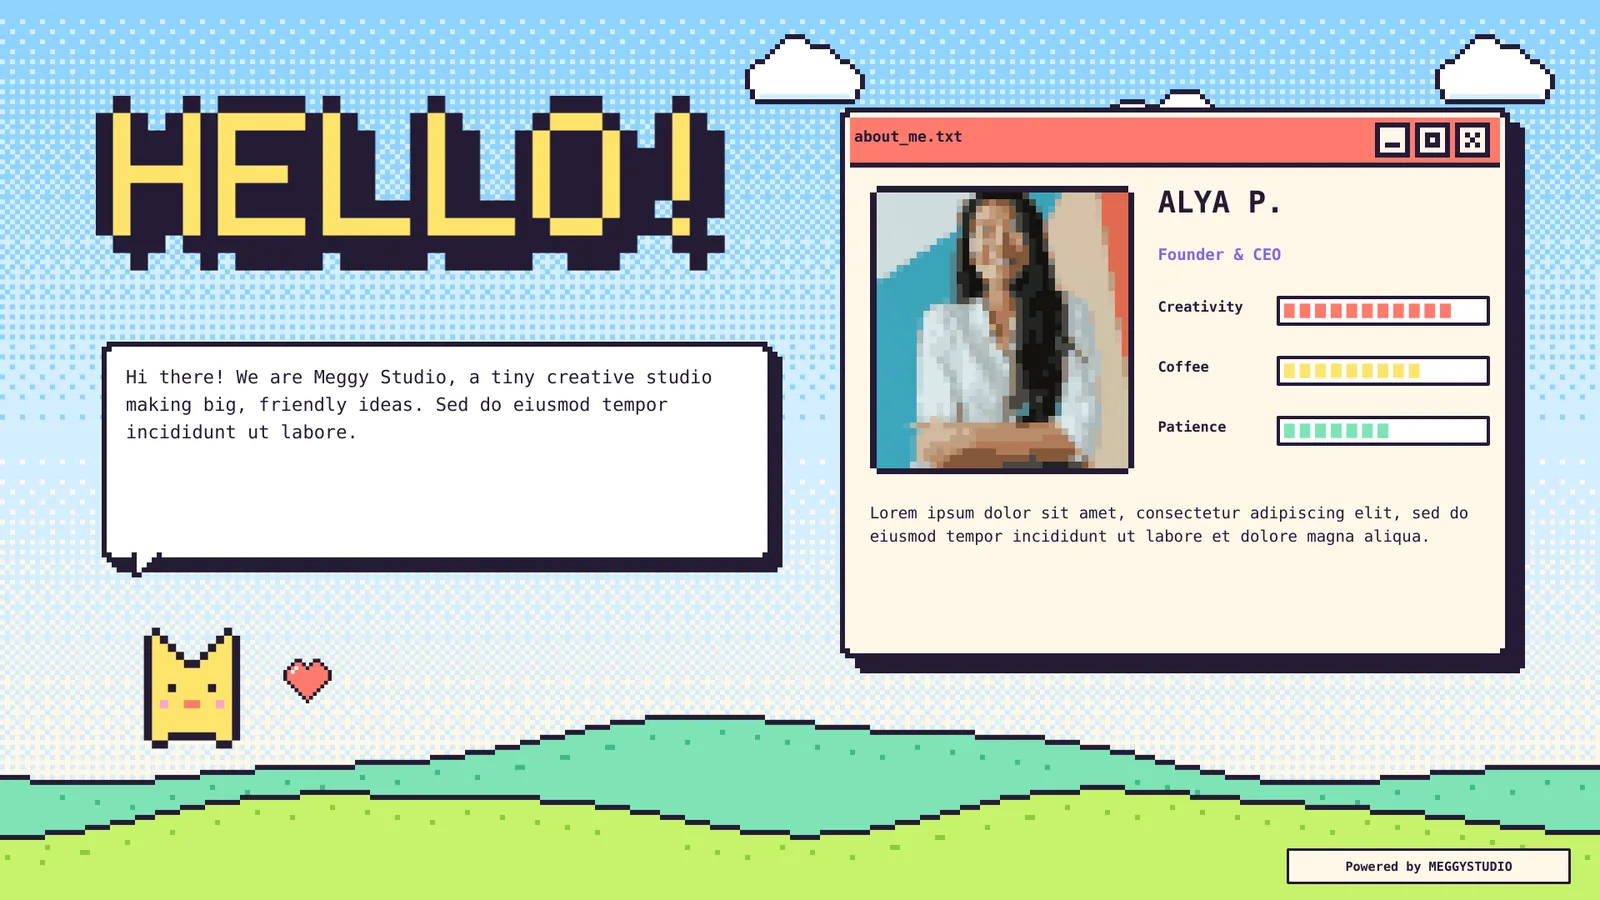 HELLO!
Hi there! We are Meggy Studio, a tiny creative studio
making big, friendly ideas. Sed do eiusmod tempor
incididunt ut labore.
about_me.txt
ALYA P.
Founder & CEO
Creativity
Coffee
Patience
Lorem ipsum dolor sit amet, consectetur adipiscing elit, sed do
eiusmod tempor incididunt ut labore et dolore magna aliqua.
Powered by MEGGYSTUDIO